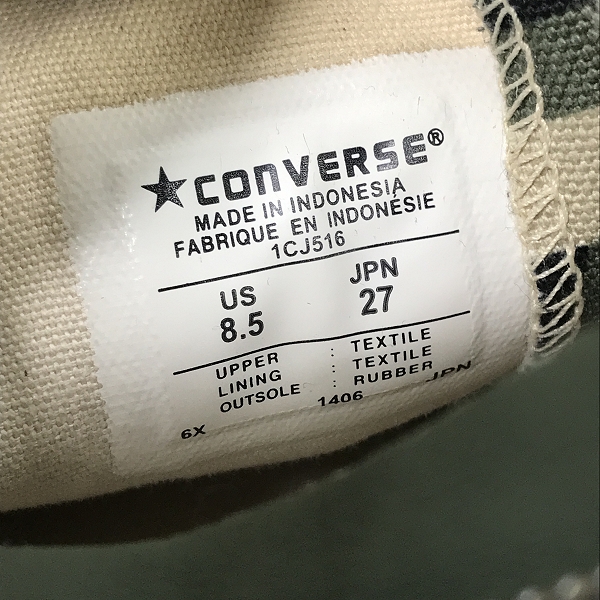 ★CONVERSE®
MADE IN INDONESIA
FABRIQUE EN INDONÉSIE
1CJ516
US JPN
8.5 27
UPPER : TEXTILE
LINING : TEXTILE
OUTSOLE : RUBBER
6X 1406 JPN